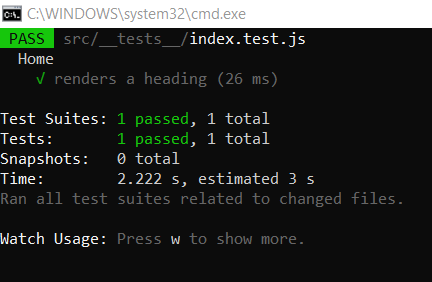 C:\WINDOWS\system32\cmd.exe
PASS src/__tests__/index.test.js
Home
√ renders a heading (26 ms)
Test Suites: 1 passed, 1 total
Tests: 1 passed, 1 total
Snapshots: 0 total
Time: 2.222 s, estimated 3 s
Ran all test suites related to changed files.
Watch Usage: Press w to show more.